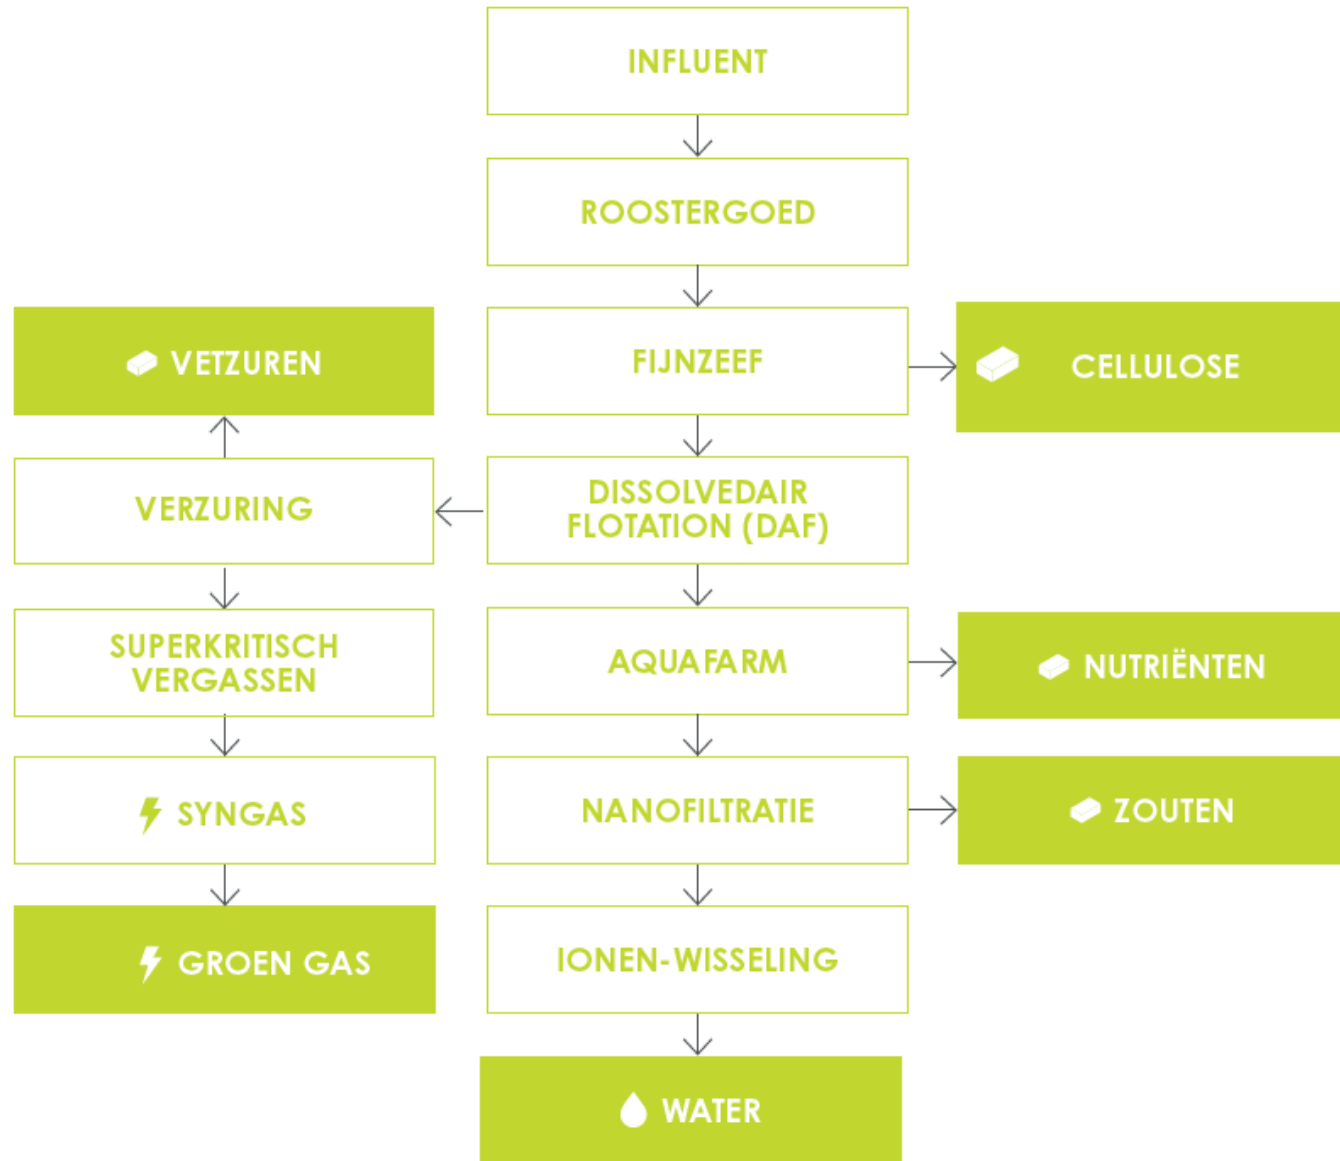 INFLUENT
ROOSTERGOED
VETZUREN
FIJNZEEF
CELLULOSE
VERZURING
DISSOLVEDAIR
FLOTATION (DAF)
SUPERKRITISCH
VERGASSEN
AQUAFARM
NUTRIËNTEN
SYNGAS
NANOFILTRATIE
ZOUTEN
GROEN GAS
IONEN-WISSELING
WATER